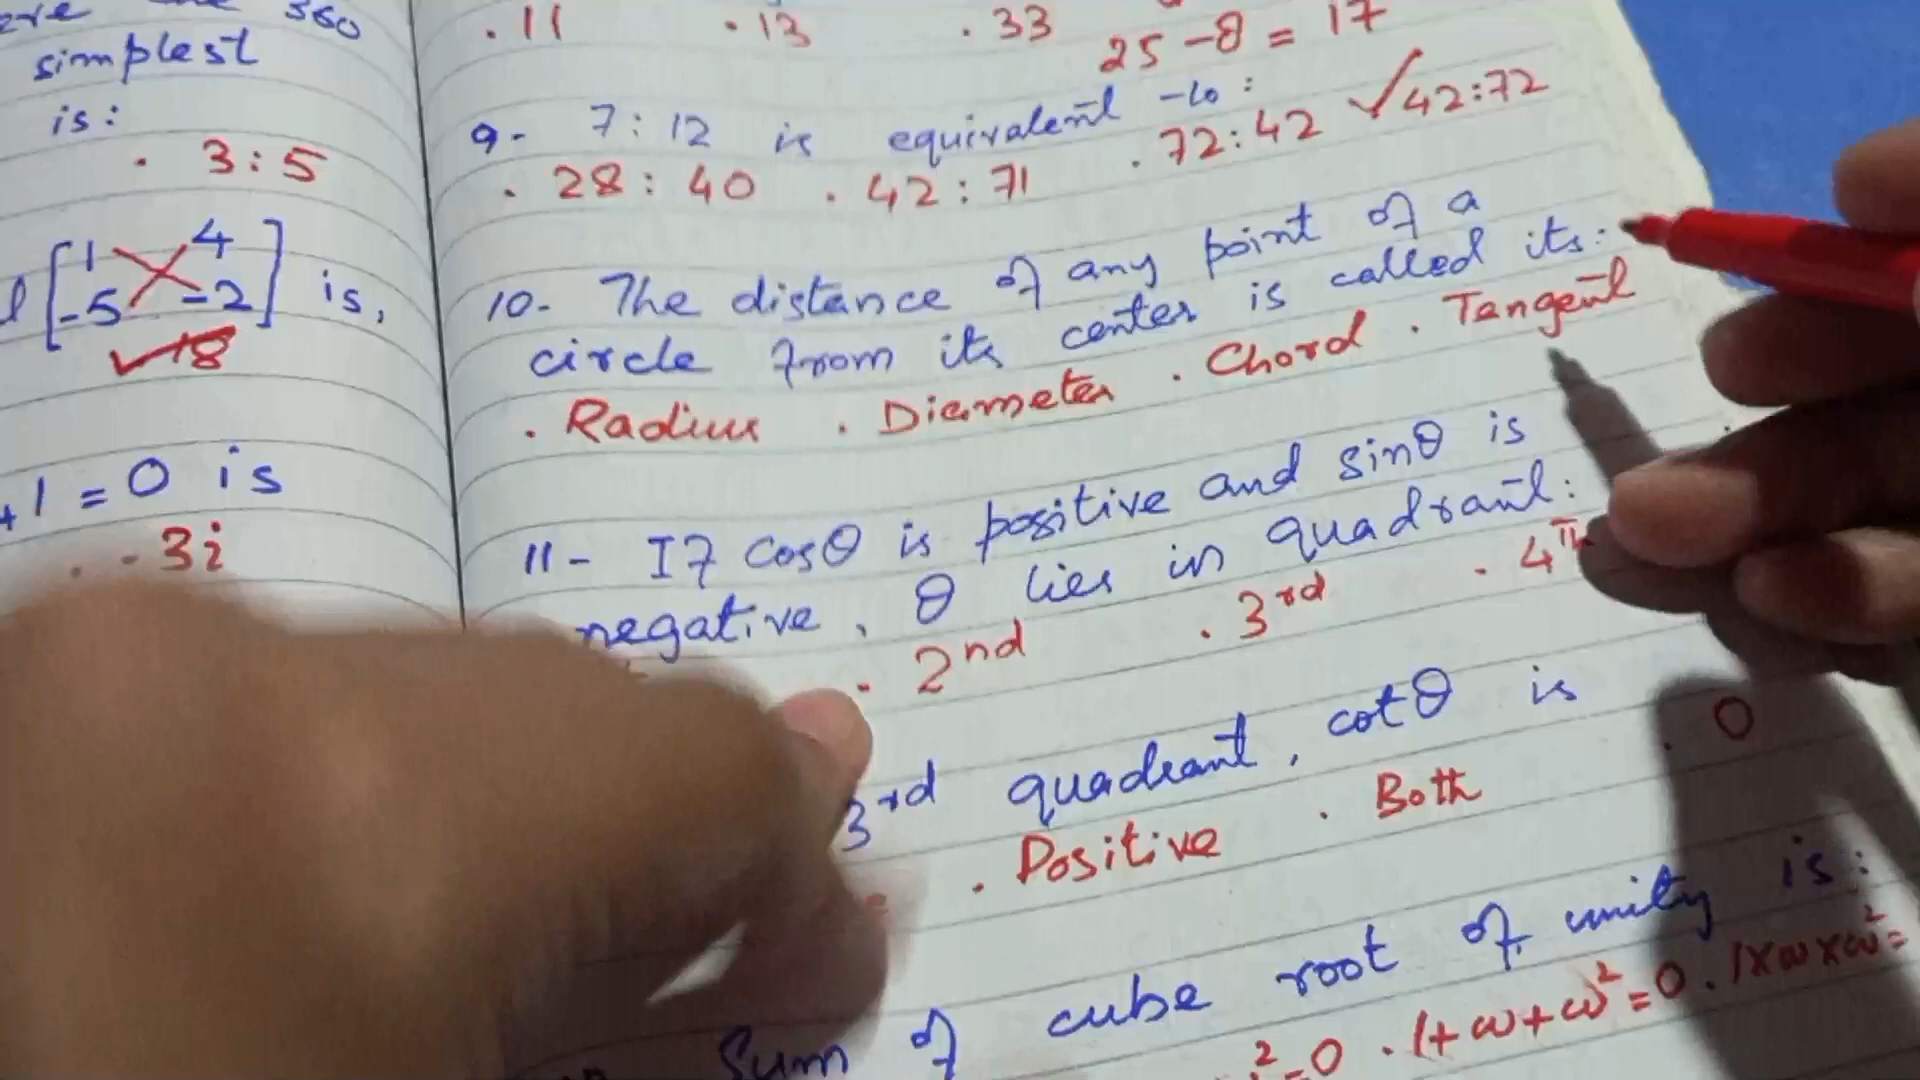 360
simplest
is:
· 3:5
[1 4
-5 -2] is,
✓18
+1 = 0 is
· -3i
· 11 · 13 · 33
25 -8 = 17
9- 7:12 is equivalent to:
· 28:40 · 42:71 · 72:42 ✓42:72
10- The distance of any point of a
circle from its center is called its:
· Radius · Diameter · Chord · Tangent
11- If cosθ is positive and sinθ is
negative, θ lies in quadrant:
· 2nd · 3rd · 4th
3rd quadrant, cotθ is
· Positive · Both · 0
Sum of cube root of unity is:
²=0 · 1+ω+ω²=0 · 1×ω×ω²=